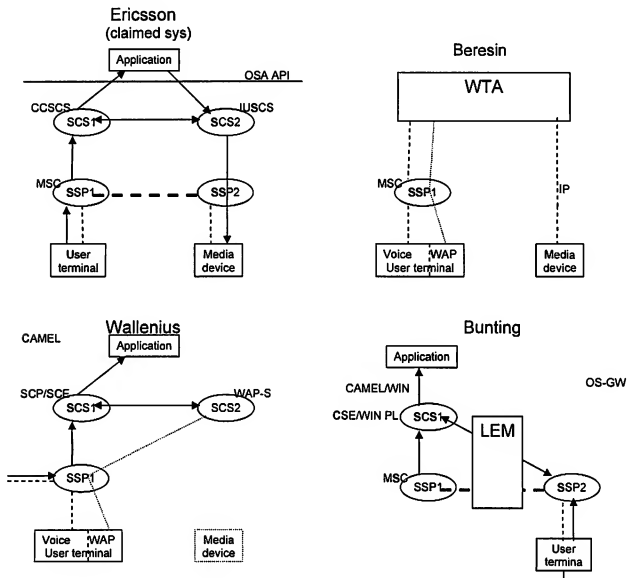 Ericsson
(claimed sys)
Application
OSA API
CCSCS
IUSCS
SCS1
SCS2
MSC
SSP1
SSP2
User
terminal
Media
device
Beresin
WTA
MSC
SSP1
IP
Voice
WAP
User terminal
Media
device
Wallenius
CAMEL
Application
SCP/SCE
WAP-S
SCS1
SCS2
SSP1
Voice
WAP
User terminal
Media
device
Bunting
Application
CAMEL/WIN
OS-GW
CSE/WIN PL
SCS1
LEM
MSC
SSP1
SSP2
User
termina